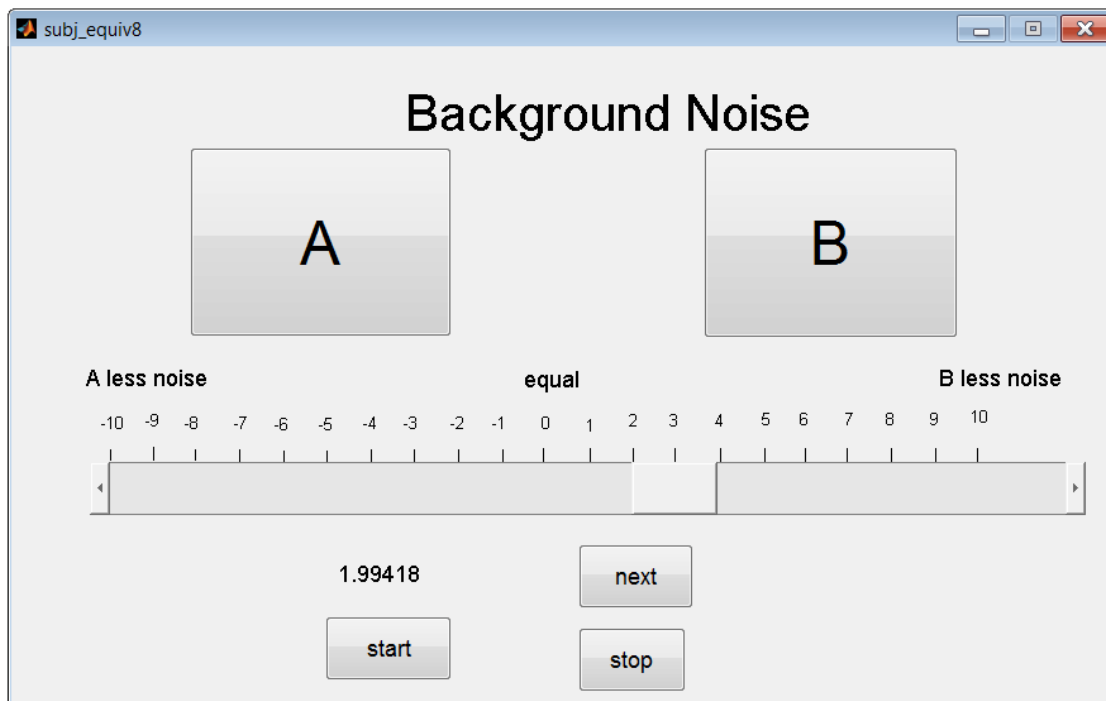 subj_equiv8
Background Noise
A B
A less noise equal B less noise
-10 -9 -8 -7 -6 -5 -4 -3 -2 -1 0 1 2 3 4 5 6 7 8 9 10
1.99418 next
start stop